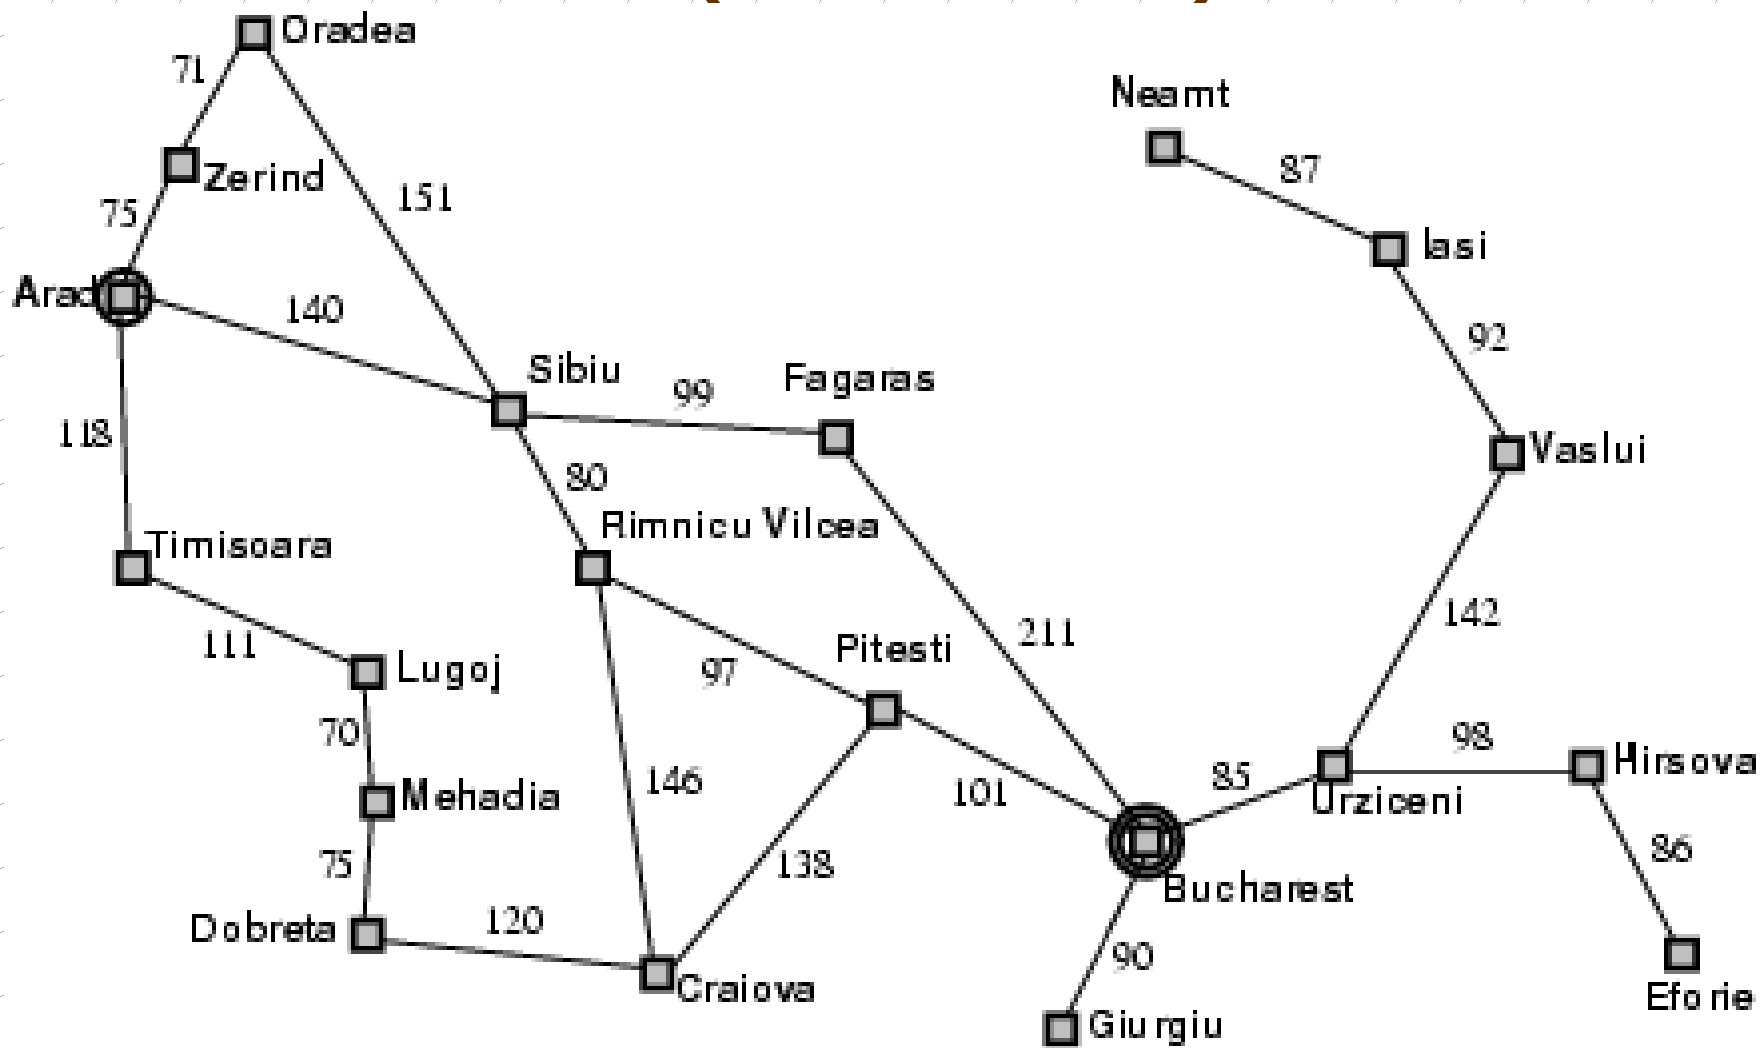 Oradea
71
Neamt
87
Zerind
151
75
Iasi
Arad
140
92
Sibiu
99
Fagaras
118
Vaslui
80
Rimnicu Vilcea
Timisoara
142
211
111
Pitesti
97
Lugoj
70
98
Hirsova
146
85
101
Mehadia
Urziceni
86
75
138
Bucharest
120
Dobreta
90
Craiova
Eforie
Giurgiu